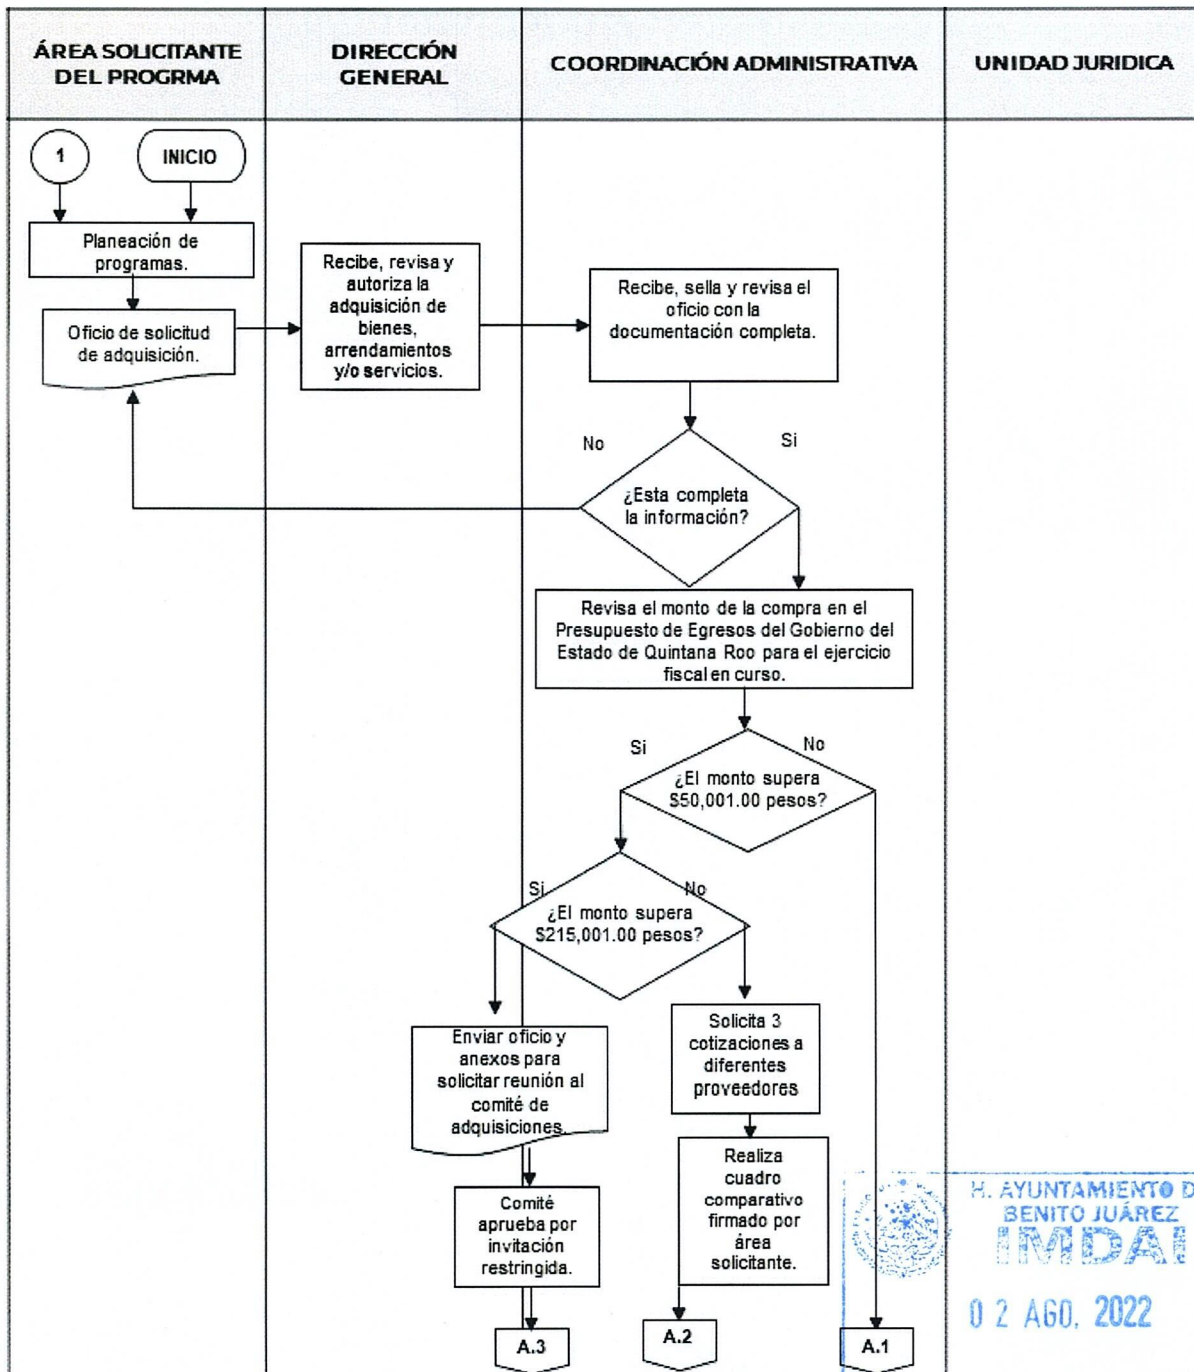 ÁREA SOLICITANTE
DEL PROGRMA
DIRECCIÓN
GENERAL
COORDINACIÓN ADMINISTRATIVA
UNIDAD JURIDICA
1
INICIO
Planeación de
programas.
Oficio de solicitud
de adquisición.
Recibe, revisa y
autoriza la
adquisición de
bienes,
arrendamientos
y/o servicios.
Recibe, sella y revisa el
oficio con la
documentación completa.
No
Si
¿Esta completa
la información?
Revisa el monto de la compra en el
Presupuesto de Egresos del Gobierno del
Estado de Quintana Roo para el ejercicio
fiscal en curso.
Si
No
¿El monto supera
$50,001.00 pesos?
Si
No
¿El monto supera
$215,001.00 pesos?
Enviar oficio y
anexos para
solicitar reunión al
comité de
adquisiciones.
Solicita 3
cotizaciones a
diferentes
proveedores
Comité
aprueba por
invitación
restringida.
Realiza
cuadro
comparativo
firmado por
área
solicitante.
A.3
A.2
A.1
H. AYUNTAMIENTO D
BENITO JUÁREZ
IMDAI
02 AGO, 2022